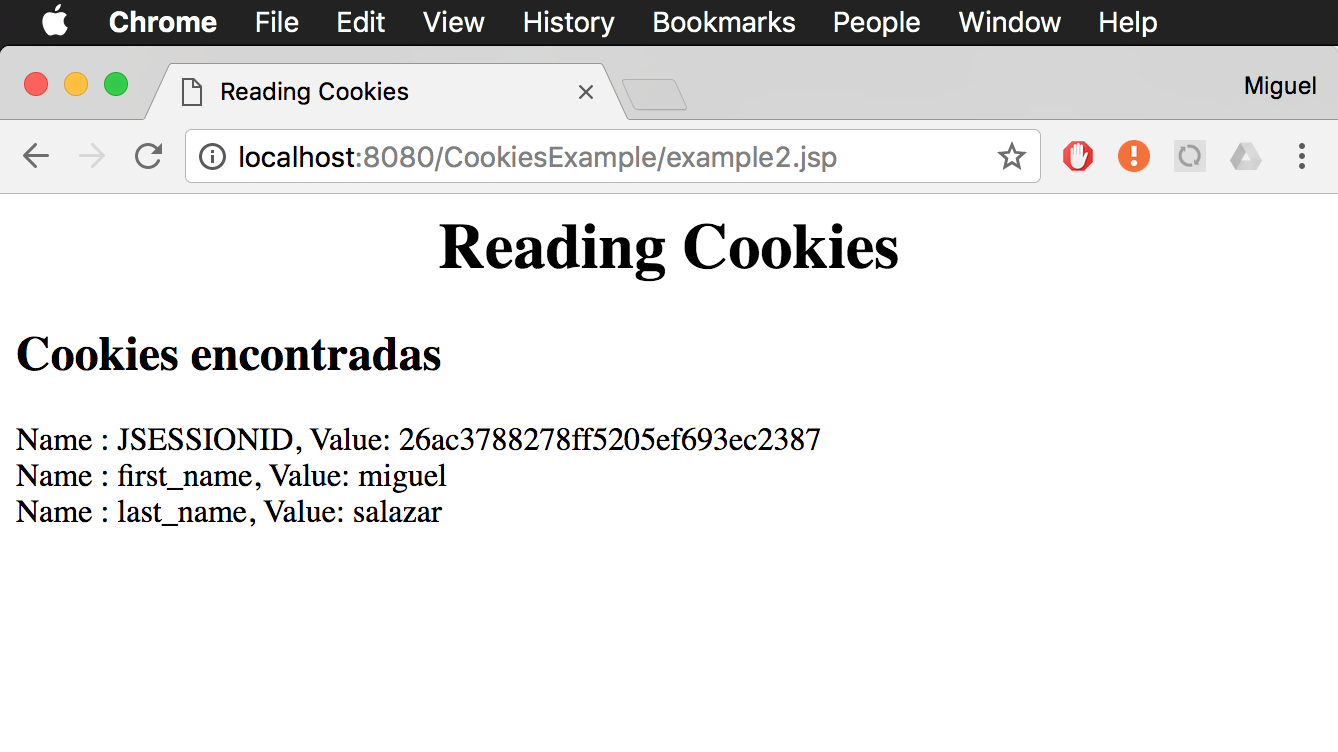 Chrome File Edit View History Bookmarks People Window Help
Reading Cookies
Miguel
localhost:8080/CookiesExample/example2.jsp
Reading Cookies
Cookies encontradas
Name : JSESSIONID, Value: 26ac3788278ff5205ef693ec2387
Name : first_name, Value: miguel
Name : last_name, Value: salazar